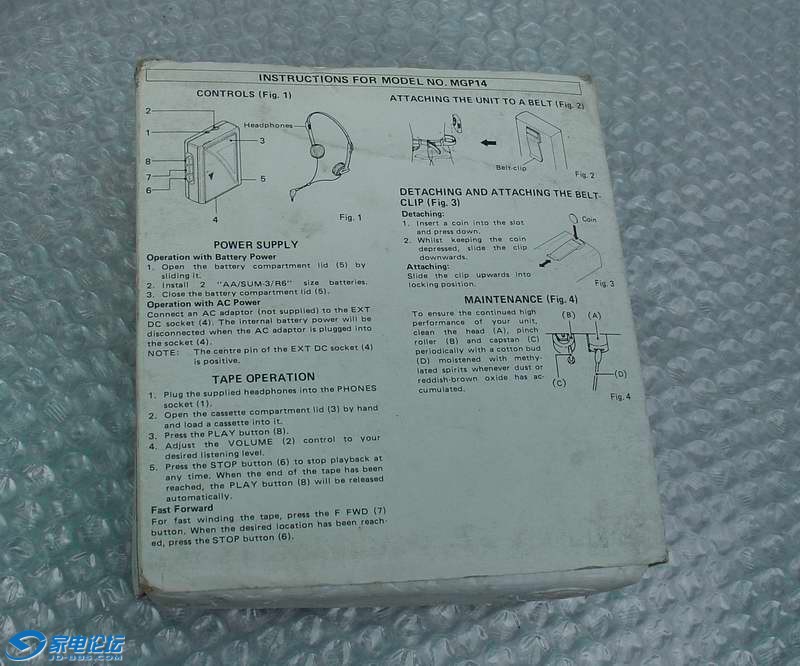 INSTRUCTIONS FOR MODEL NO. MGP14
CONTROLS (Fig. 1)
2
1
Headphones
3
8
7
6
5
4
Fig. 1
POWER SUPPLY
Operation with Battery Power
1. Open the battery compartment lid (5) by
sliding it.
2. Install 2 "AA/SUM-3/R6" size batteries.
3. Close the battery compartment lid (5).
Operation with AC Power
Connect an AC adaptor (not supplied) to the EXT
DC socket (4). The internal battery power will be
disconnected when the AC adaptor is plugged into
the socket (4).
NOTE: The centre pin of the EXT DC socket (4)
is positive.
TAPE OPERATION
1. Plug the supplied headphones into the PHONES
socket (1).
2. Open the cassette compartment lid (3) by hand
and load a cassette into it.
3. Press the PLAY button (8).
4. Adjust the VOLUME (2) control to your
desired listening level.
5. Press the STOP button (6) to stop playback at
any time. When the end of the tape has been
reached, the PLAY button (8) will be released
automatically.
Fast Forward
For fast winding the tape, press the F FWD (7)
button. When the desired location has been reach-
ed, press the STOP button (6).
ATTACHING THE UNIT TO A BELT (Fig. 2)
Belt-clip
Fig. 2
DETACHING AND ATTACHING THE BELT-
CLIP (Fig. 3)
Detaching:
1. Insert a coin into the slot
and press down.
2. Whilst keeping the coin
depressed, slide the clip
downwards.
Attaching:
Slide the clip upwards into
locking position.
Coin
Fig. 3
MAINTENANCE (Fig. 4)
To ensure the continued high
performance of your unit,
clean the head (A), pinch
roller (B) and capstan (C)
periodically with a cotton bud
(D) moistened with methy-
lated spirits whenever dust or
reddish-brown oxide has ac-
cumulated.
(B) (A)
(C)
(D)
Fig. 4
家电论坛
JD-BBS.COM